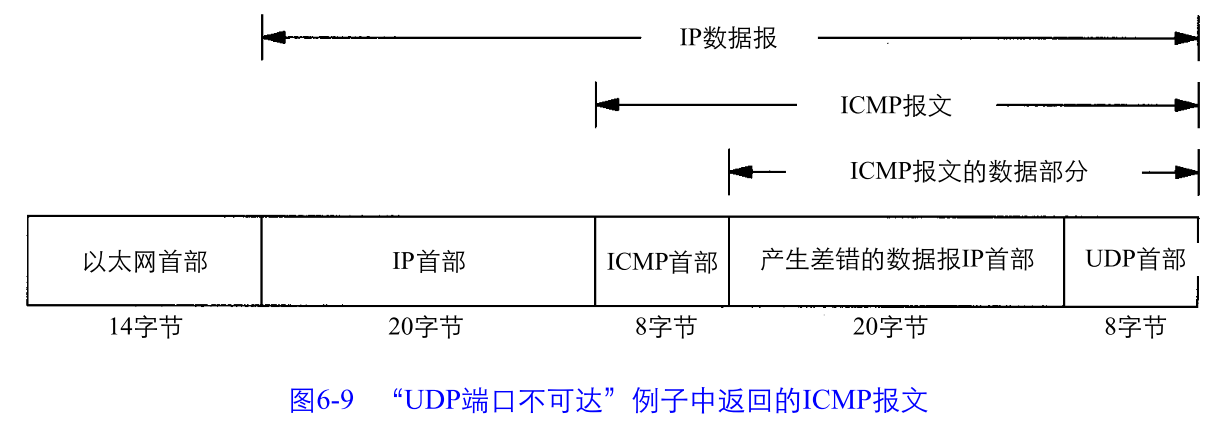 IP数据报
ICMP报文
ICMP报文的数据部分
以太网首部 IP首部 ICMP首部 产生差错的数据报IP首部 UDP首部
14字节 20字节 8字节 20字节 8字节
图6-9 “UDP端口不可达”例子中返回的ICMP报文